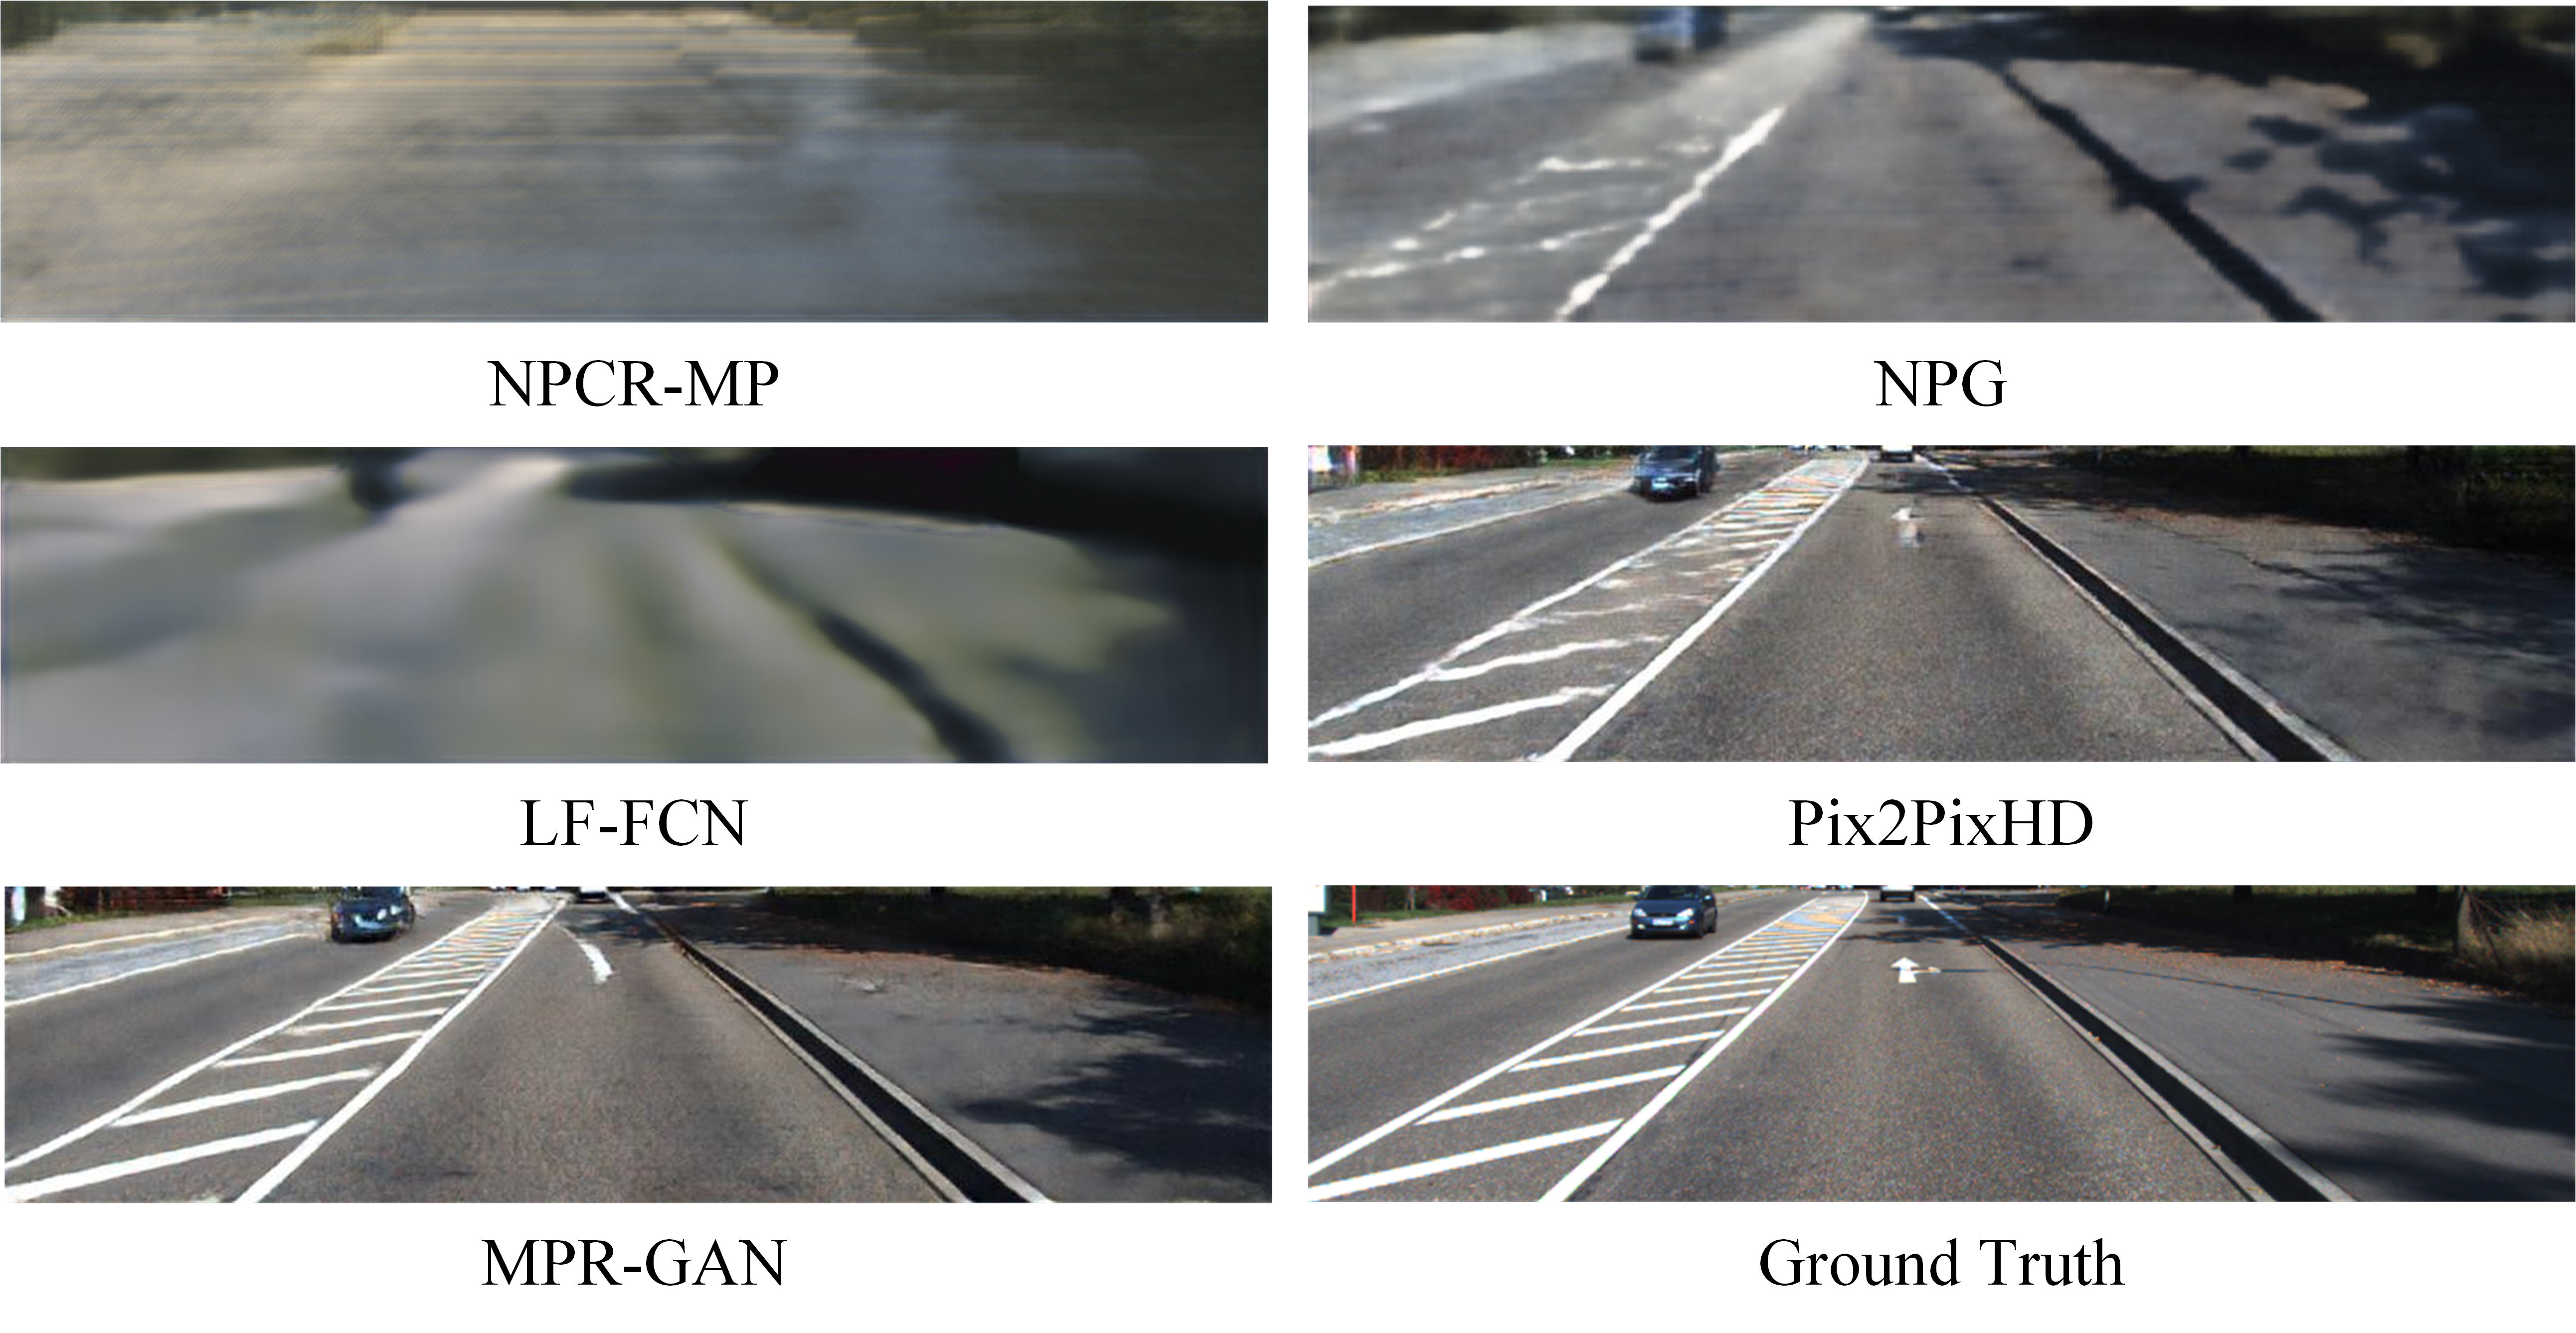 NPCR-MP
NPG
LF-FCN
Pix2PixHD
MPR-GAN
Ground Truth